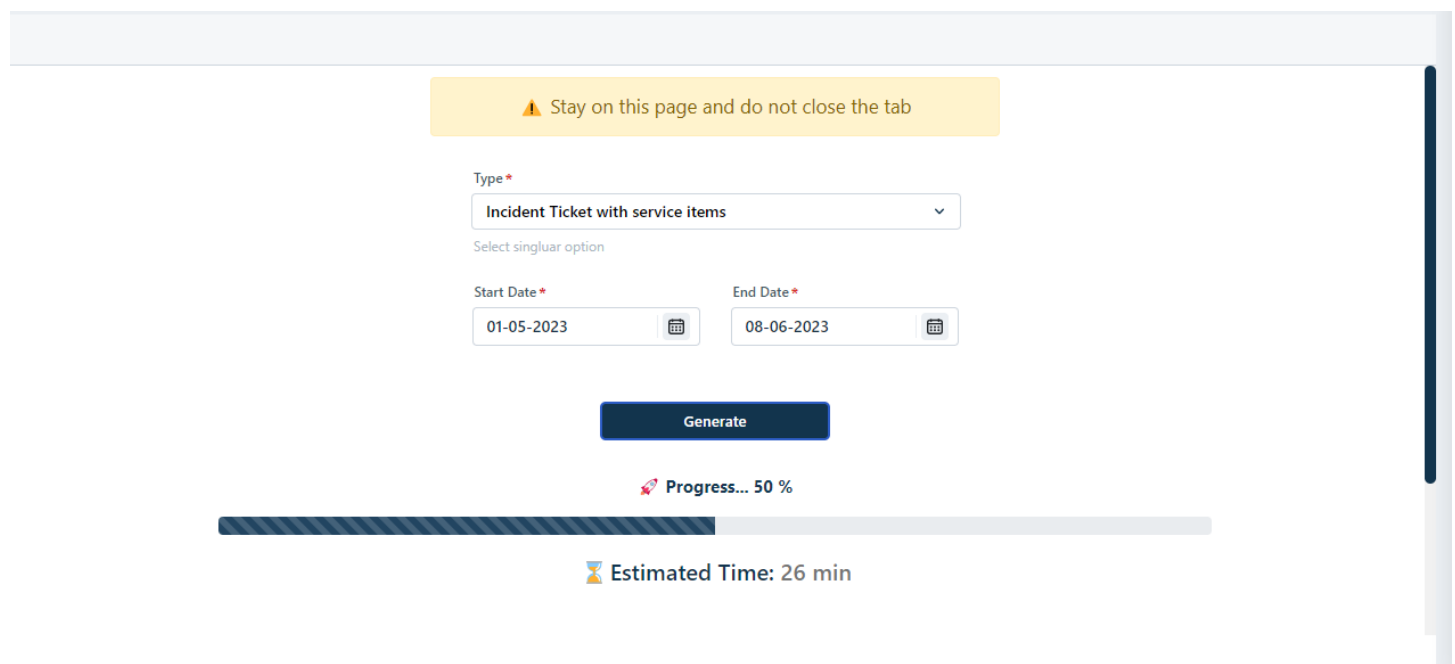 ⚠️ Stay on this page and do not close the tab
Type *
Incident Ticket with service items
Select singluar option
Start Date * End Date *
01-05-2023 08-06-2023
Generate
🚀 Progress... 50 %
⏳ Estimated Time: 26 min